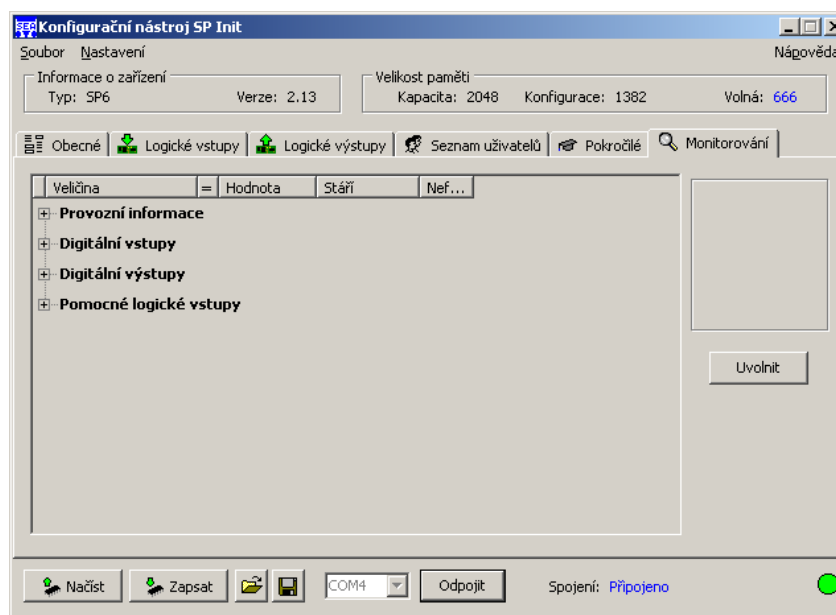 SEA Konfigurační nástroj SP Init
Soubor Nastavení Nápověda
Informace o zařízení Velikost paměti
Typ: SP6 Verze: 2.13 Kapacita: 2048 Konfigurace: 1382 Volná: 666
Obecné Logické vstupy Logické výstupy Seznam uživatelů Pokročilé Monitorování
Veličina = Hodnota Stáří Nef...
Provozní informace
Digitální vstupy
Digitální výstupy
Pomocné logické vstupy
Uvolnit
Načíst Zapsat COM4 Odpojit Spojení: Připojeno